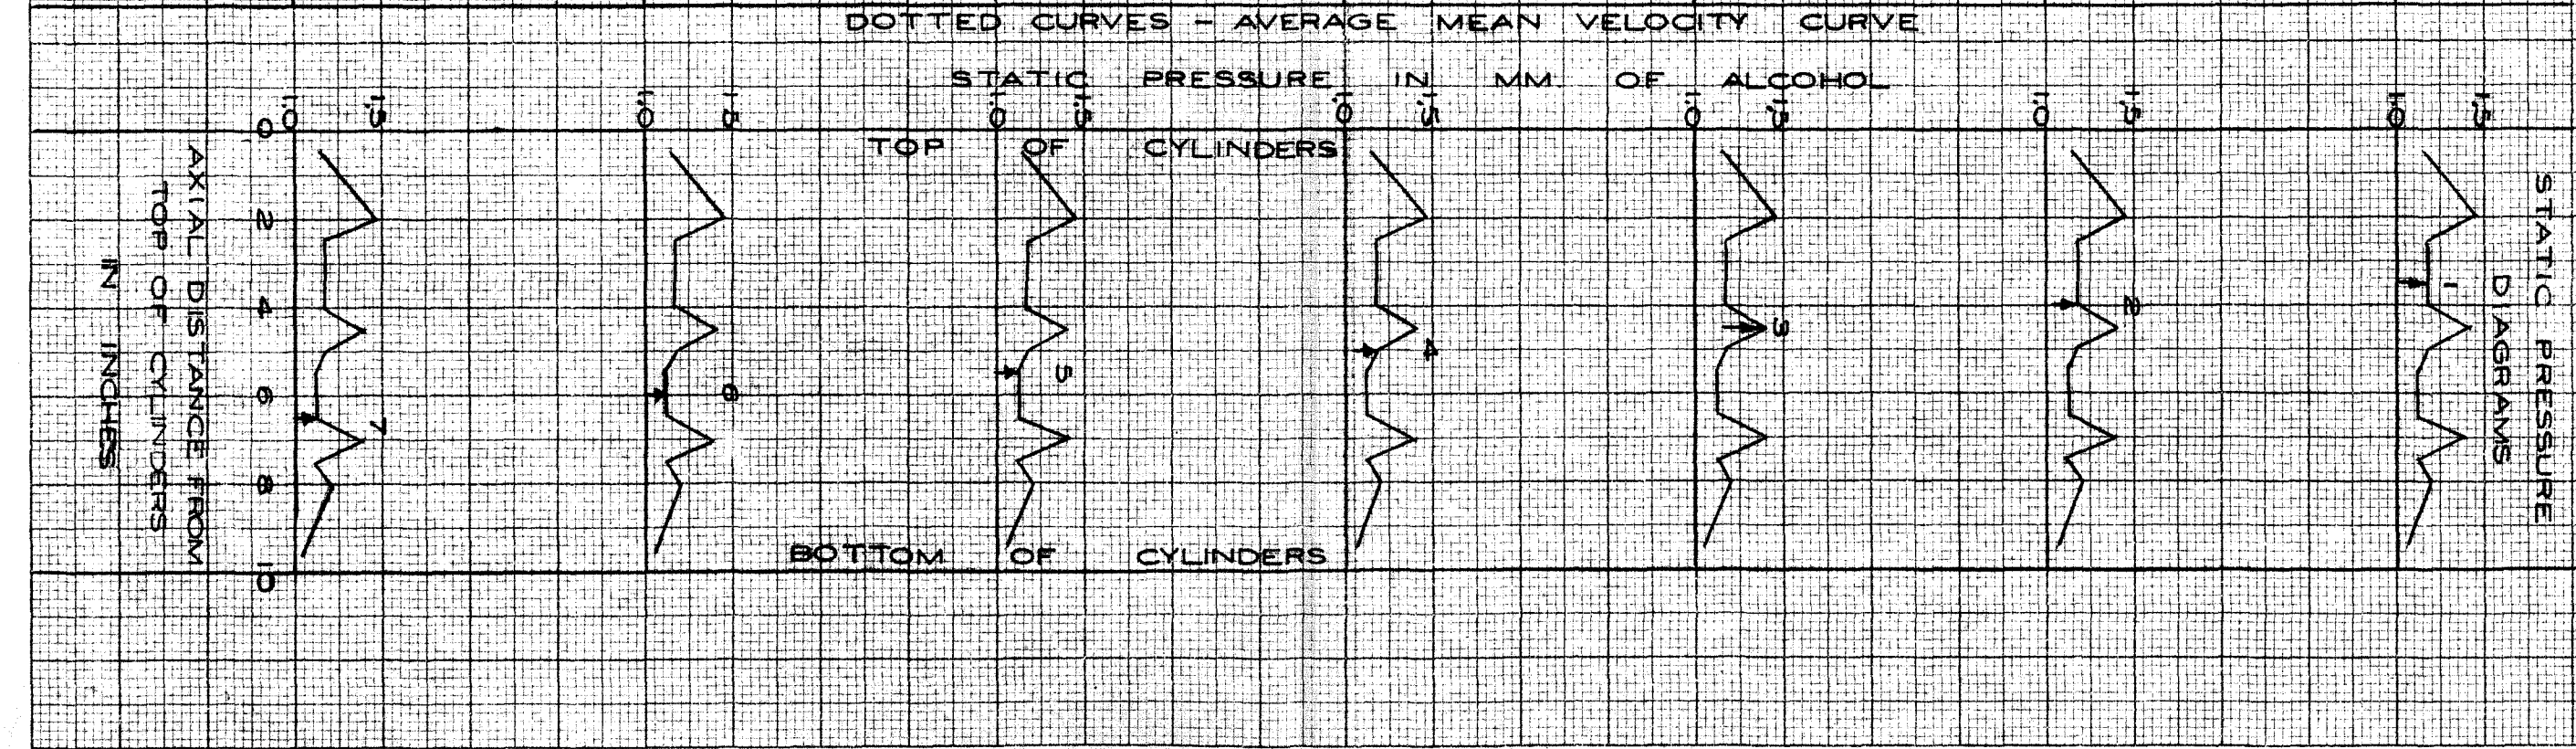 DOTTED CURVES - AVERAGE MEAN VELOCITY CURVE
STATIC PRESSURE IN MM. OF ALCOHOL
1.0 1.5 1.0 1.5 1.0 1.5 1.0 1.5 1.0 1.5 1.0 1.5 1.0 1.5
TOP OF CYLINDERS
0
2
4
6
8
10
AXIAL DISTANCE FROM
TOP OF CYLINDERS
IN INCHES
7
6
5
4
3
2
1
STATIC PRESSURE
DIAGRAMS
BOTTOM OF CYLINDERS